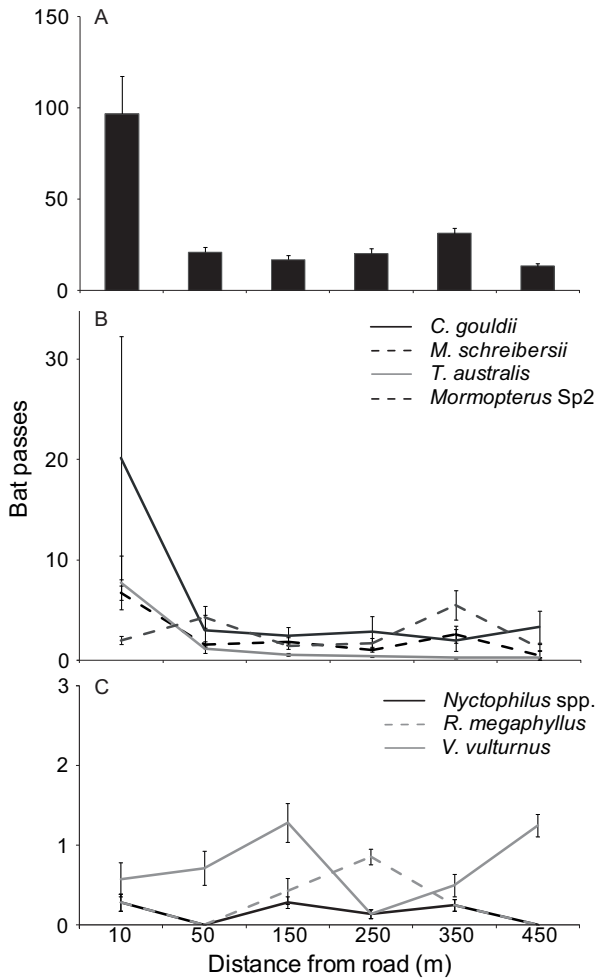 A
150
100
50
0
B
C. gouldii
M. schreibersii
T. australis
Mormopterus Sp2
30
20
10
0
Bat passes
C
Nyctophilus spp.
R. megaphyllus
V. vulturnus
3
2
1
0
10 50 150 250 350 450
Distance from road (m)